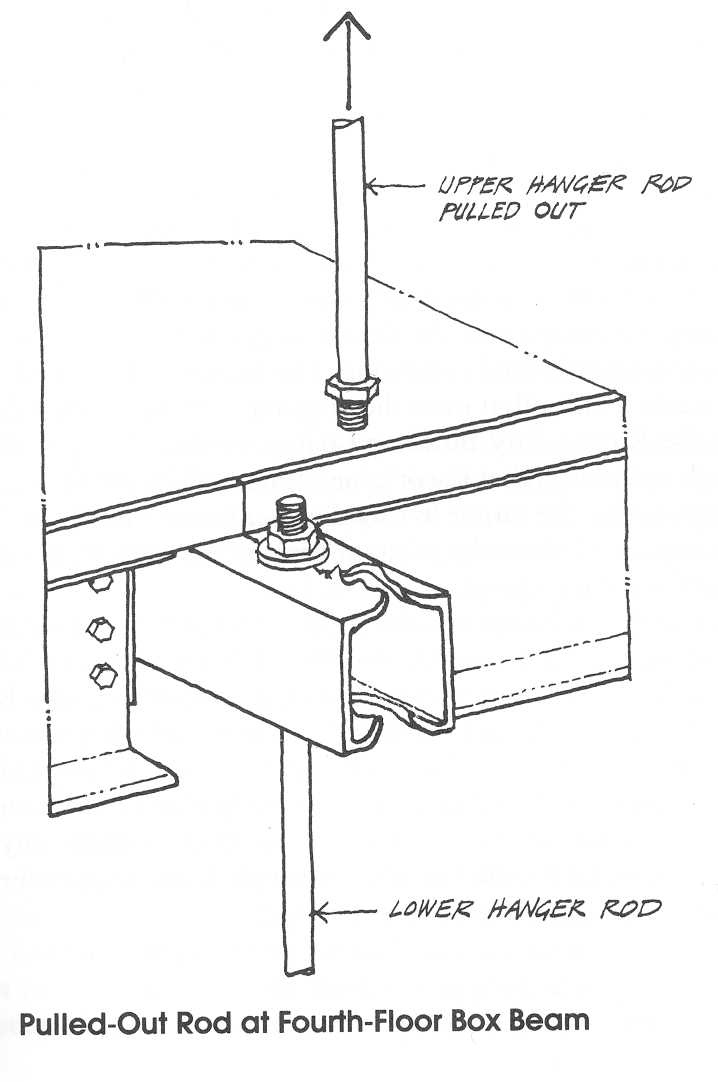 UPPER HANGER ROD
PULLED OUT
LOWER HANGER ROD
Pulled-Out Rod at Fourth-Floor Box Beam